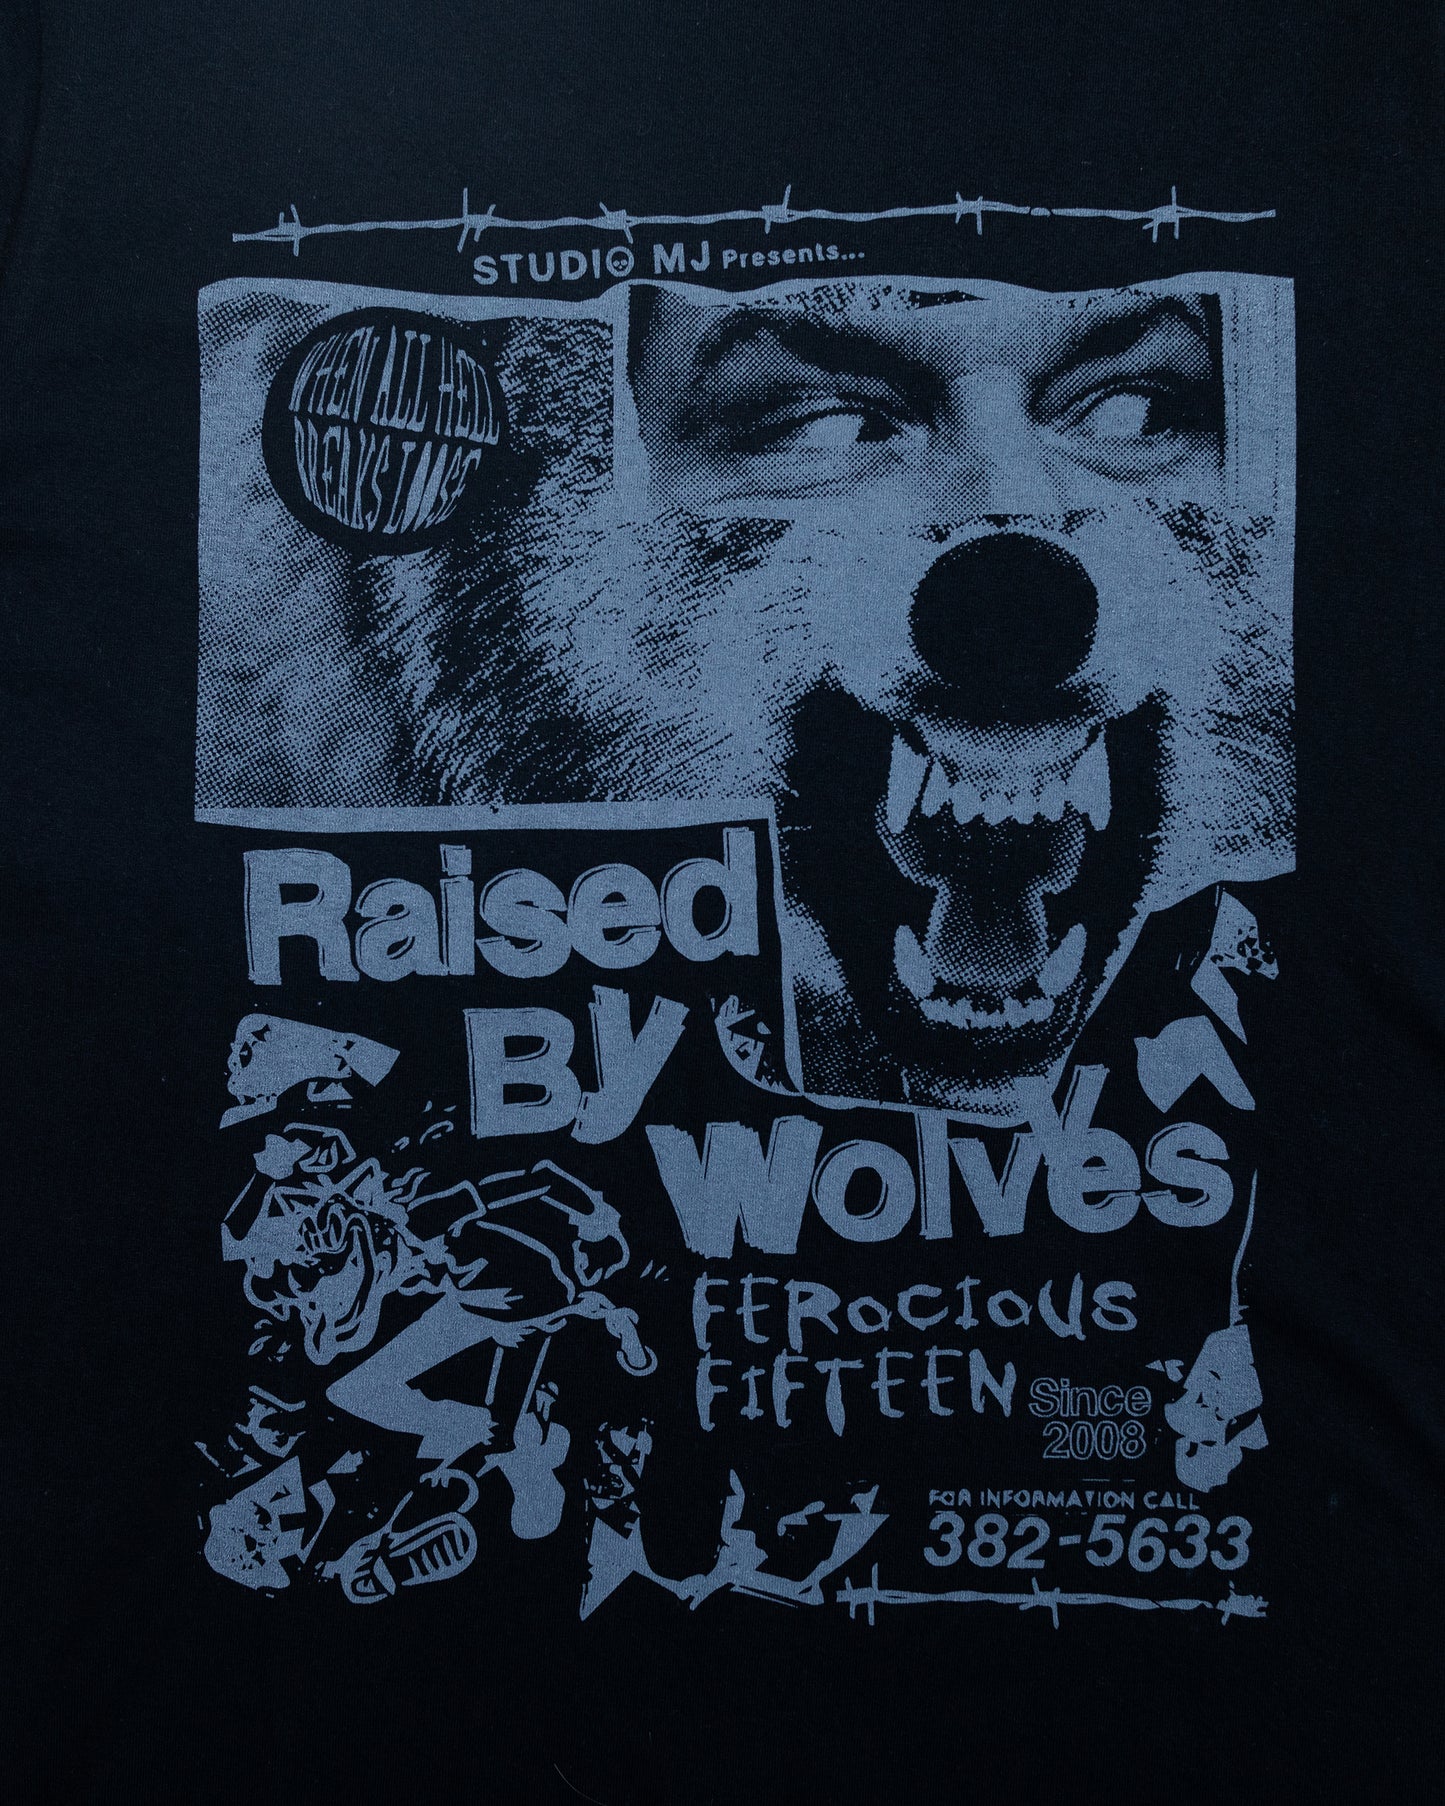 STUDIO MJ Presents...
WHEN ALL HELL
BREAKS LOOSE
Raised
By
Wolves
FEROCIOUS
FIFTEEN
Since
2008
FOR INFORMATION CALL
382-5633